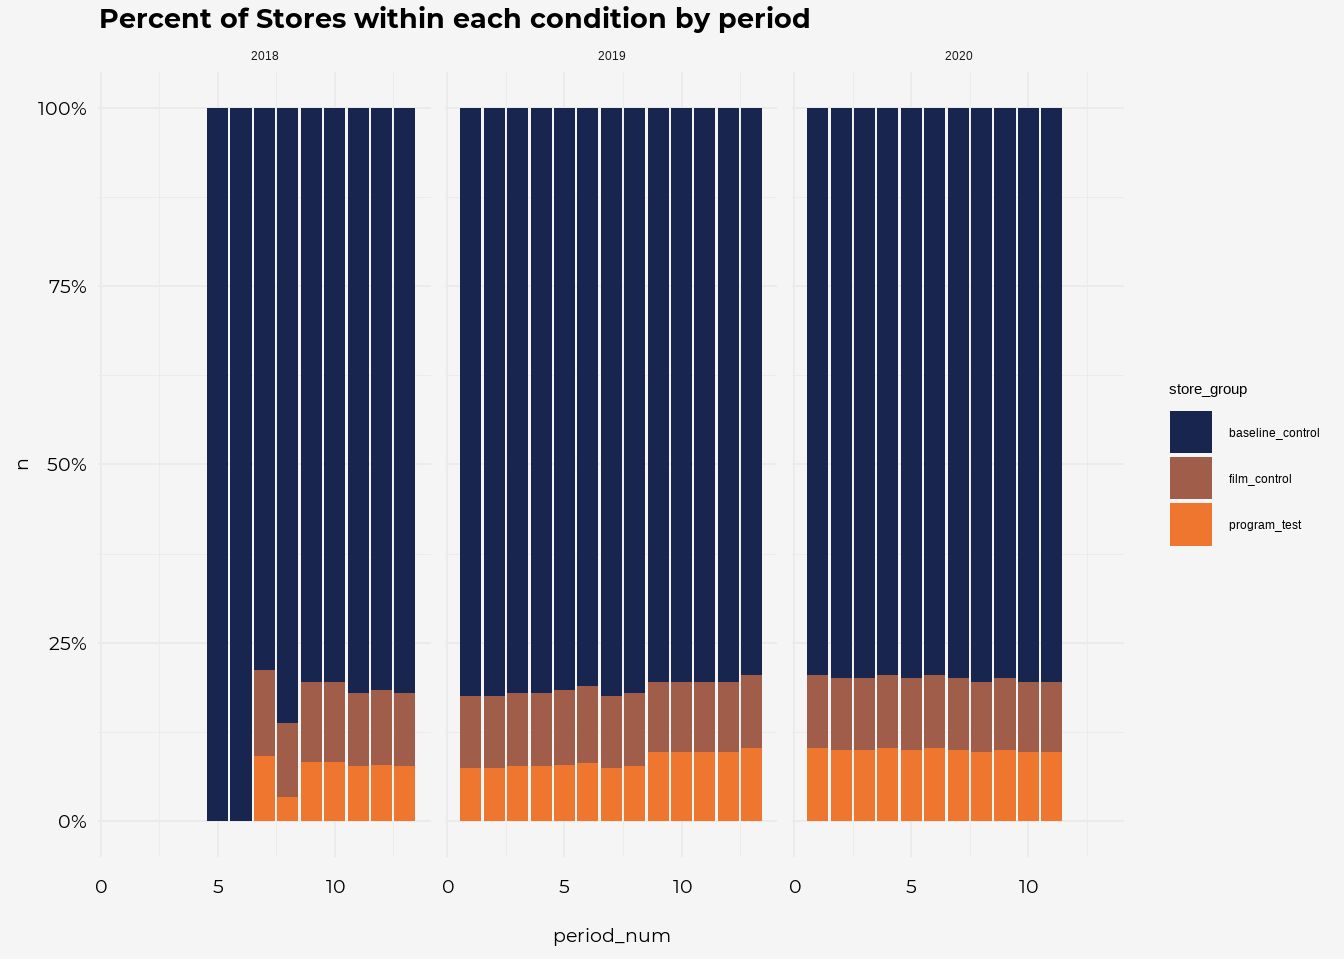 Percent of Stores within each condition by period
2018 2019 2020
100%
75%
50%
25%
0%
n
0 5 10 0 5 10 0 5 10
period_num
store_group
baseline_control
film_control
program_test